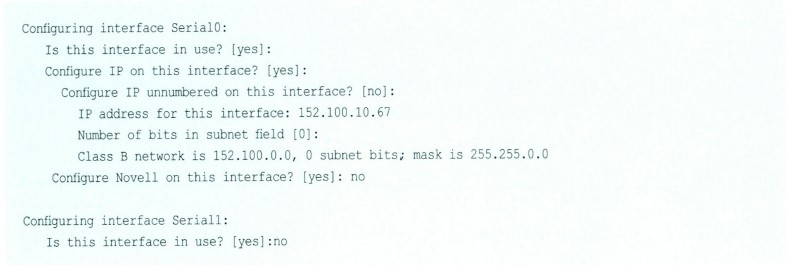 Configuring interface Serial0:
Is this interface in use? [yes]:
Configure IP on this interface? [yes]:
Configure IP unnumbered on this interface? [no]:
IP address for this interface: 152.100.10.67
Number of bits in subnet field [0]:
Class B network is 152.100.0.0, 0 subnet bits; mask is 255.255.0.0
Configure Novell on this interface? [yes]: no
Configuring interface Serial1:
Is this interface in use? [yes]:no